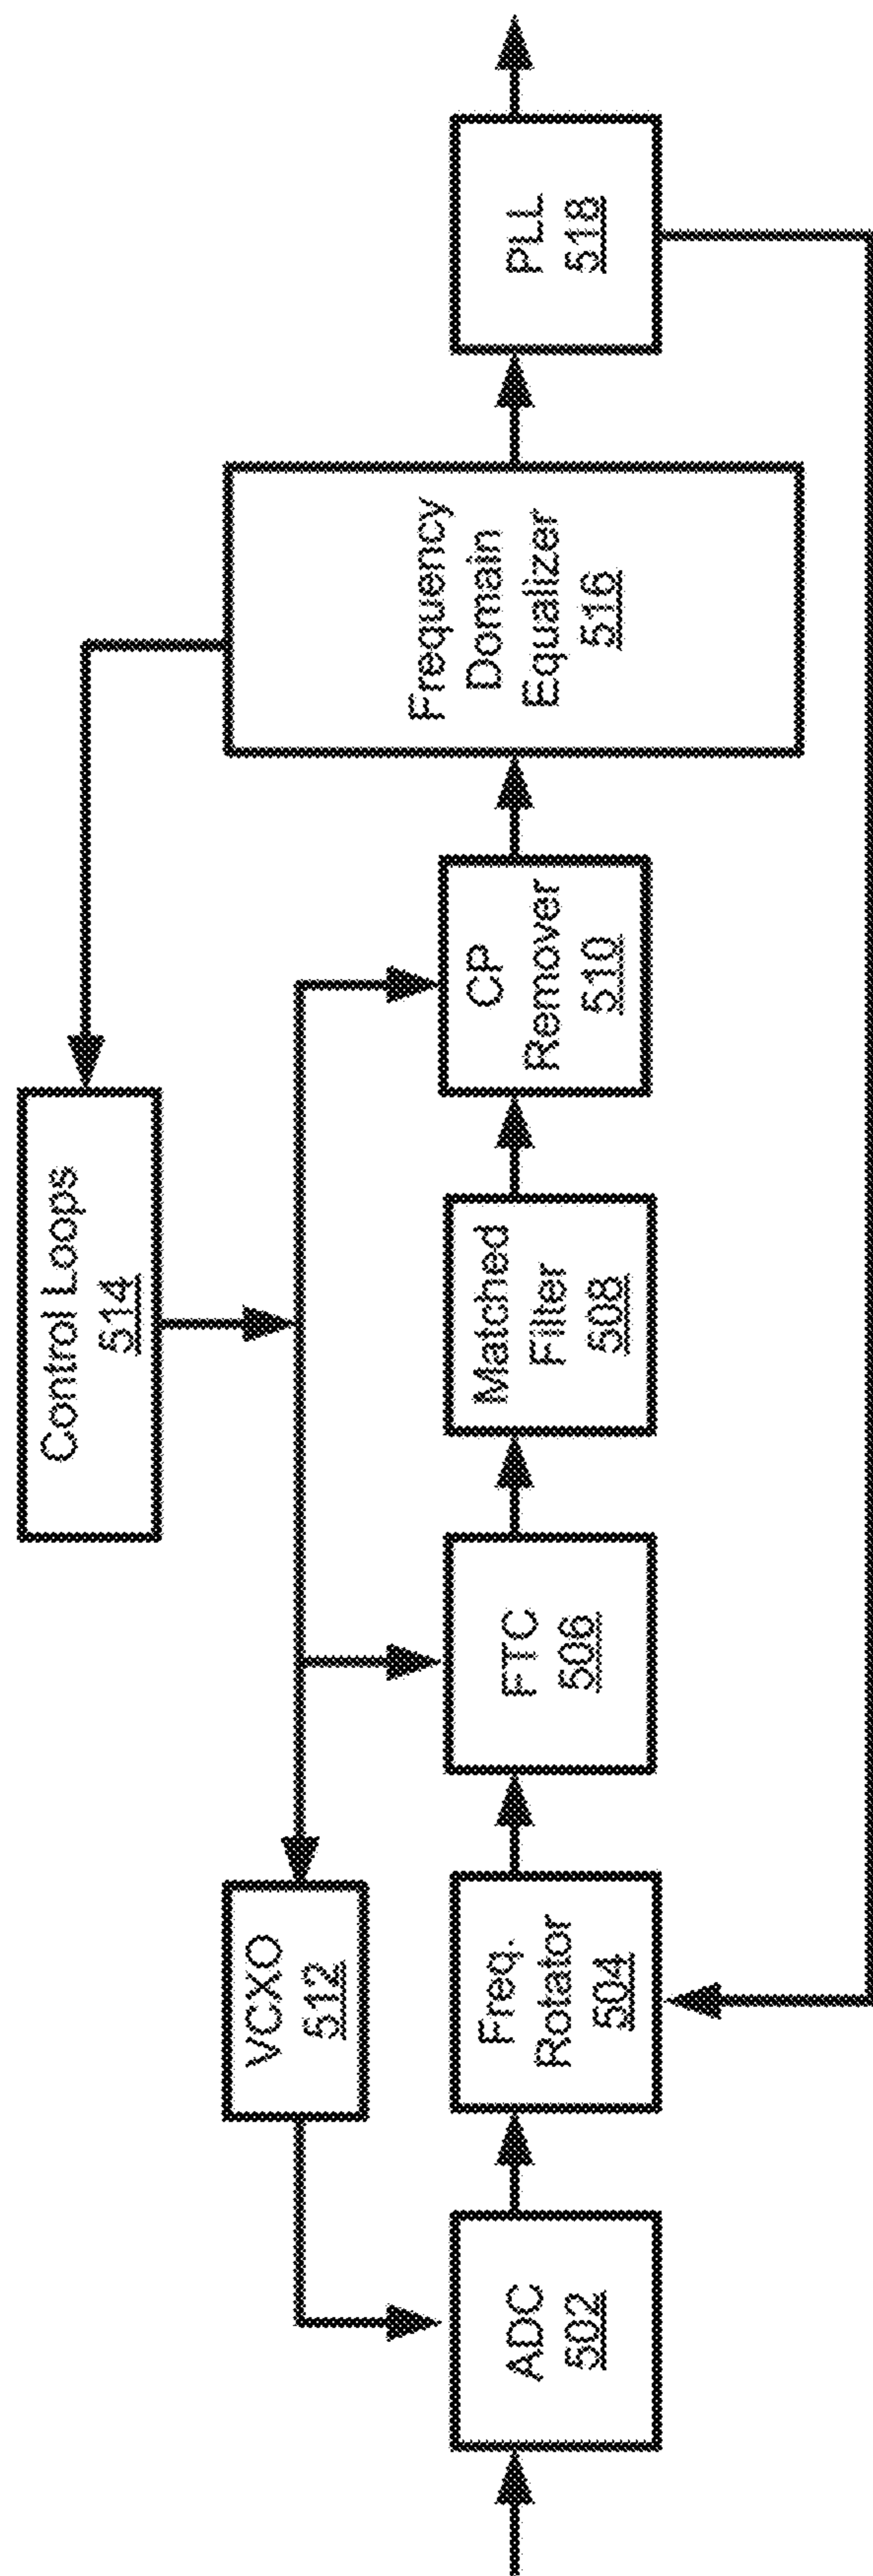 Control Loops
514
VCXO
512
ADC
502
Freq.
Rotator
504
FTC
506
Matched
Filter
508
CP
Remover
510
Frequency
Domain
Equalizer
516
PLL
518